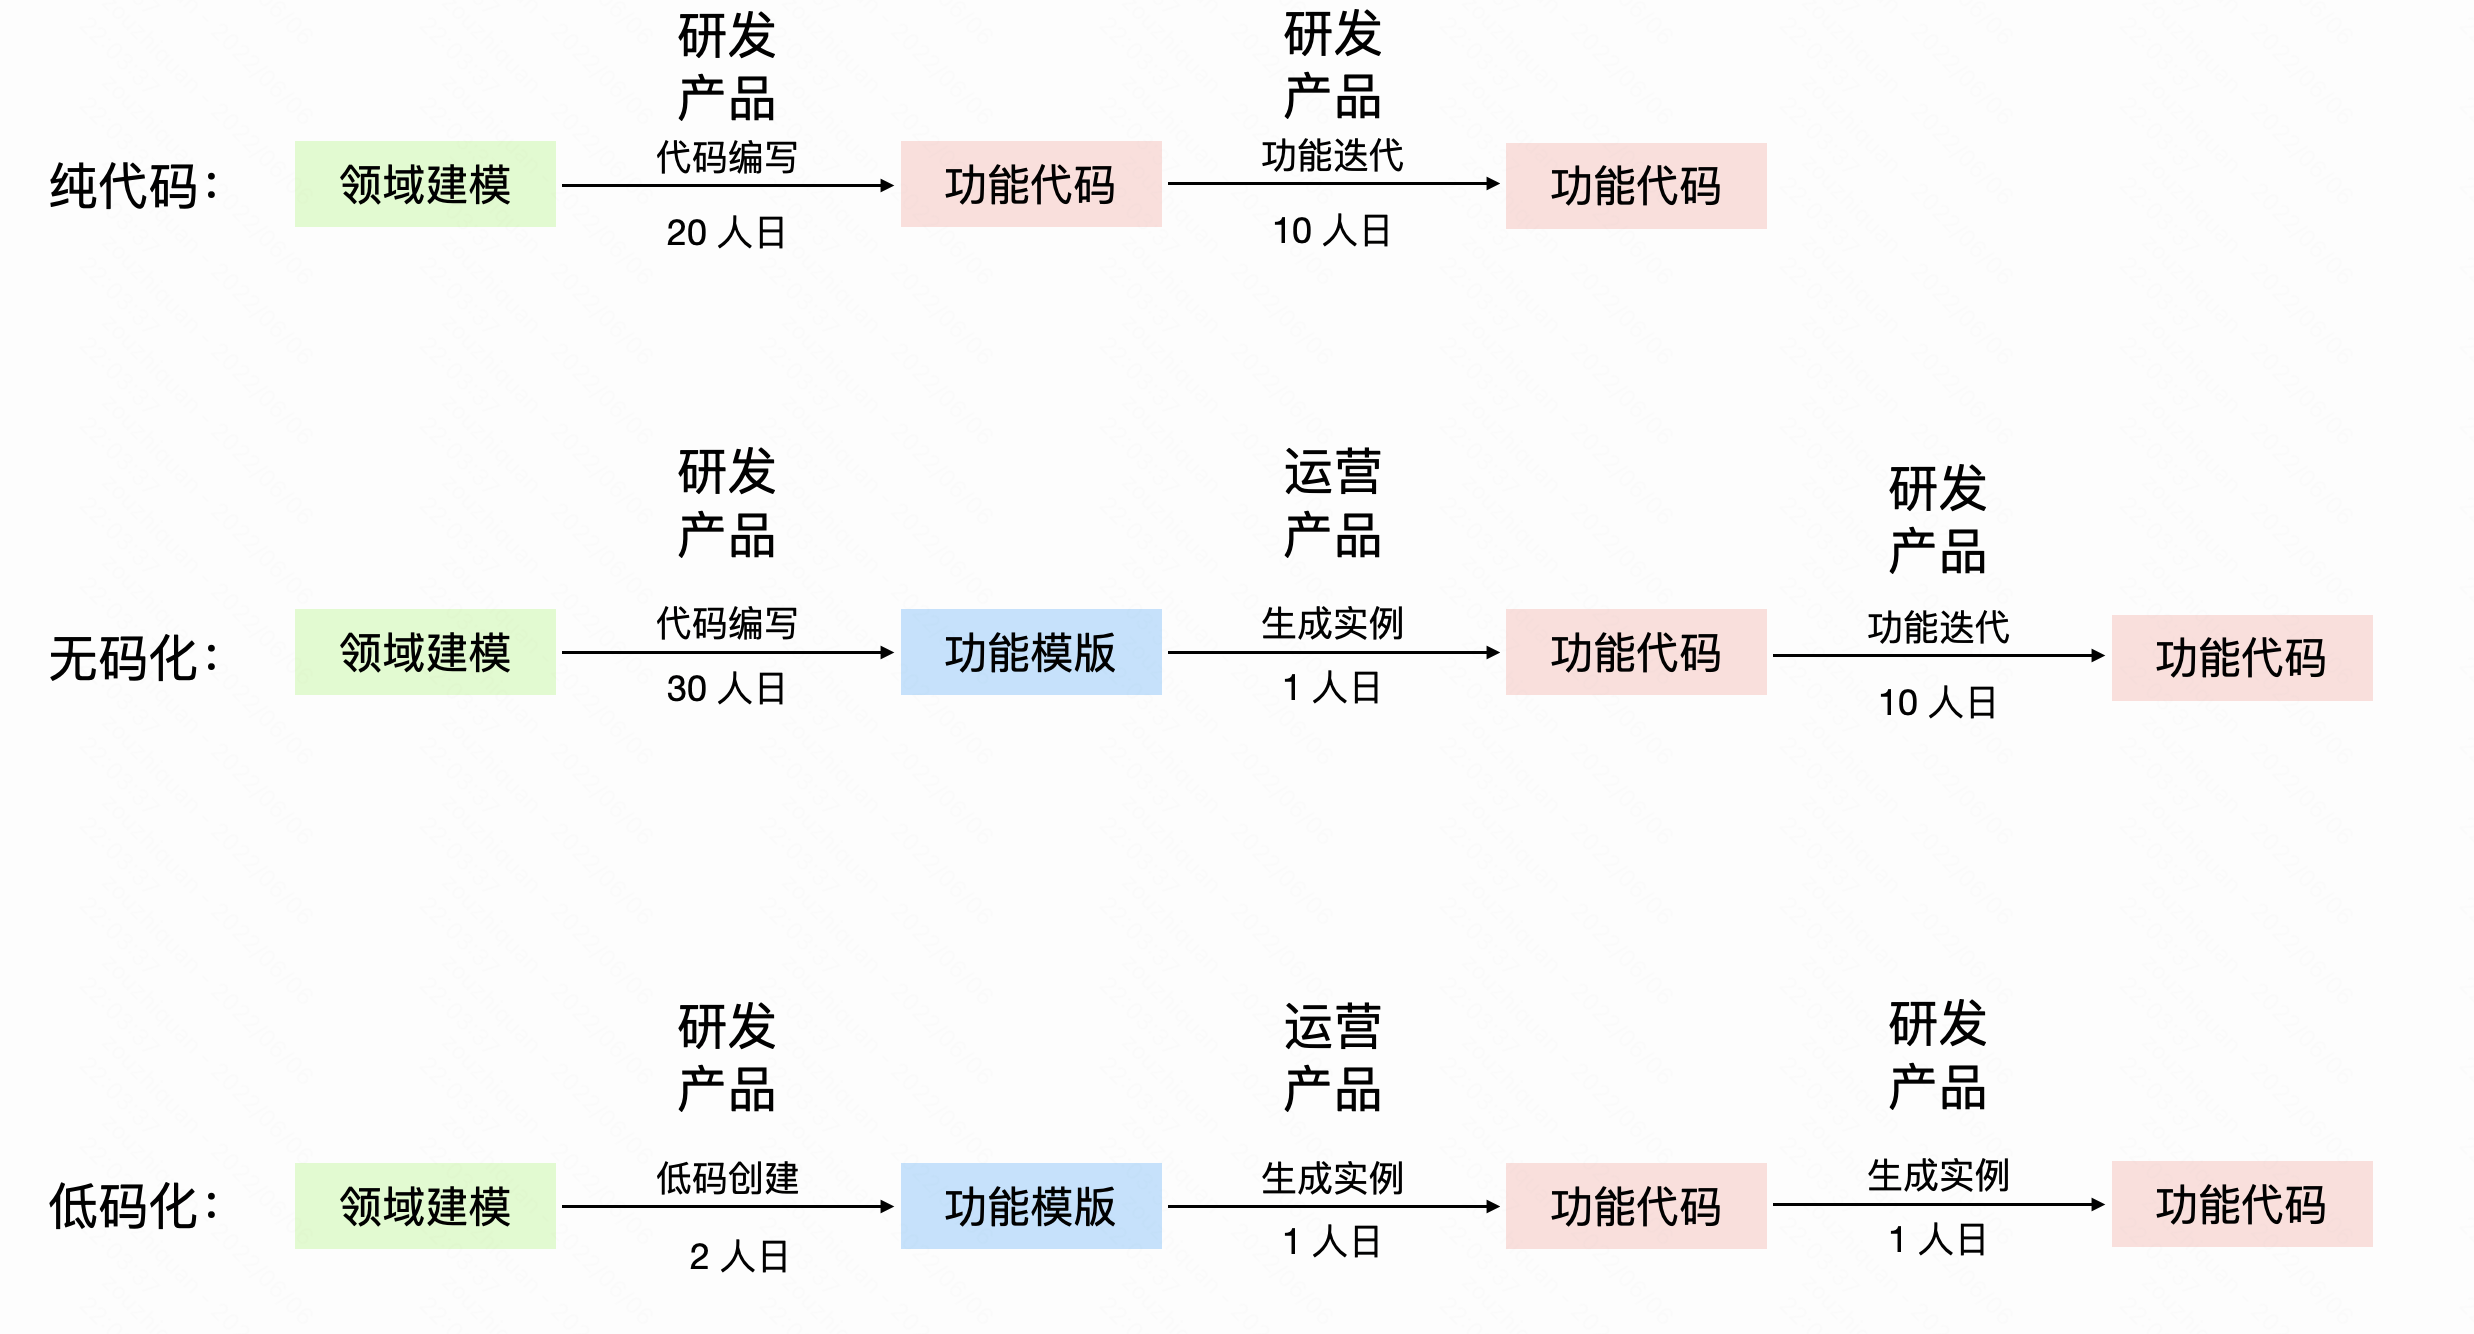 研发
产品
研发
产品
纯代码：
领域建模
代码编写
20 人日
功能代码
功能迭代
10 人日
功能代码
研发
产品
运营
产品
研发
产品
无码化：
领域建模
代码编写
30 人日
功能模版
生成实例
1 人日
功能代码
功能迭代
10 人日
功能代码
研发
产品
运营
产品
研发
产品
低码化：
领域建模
低码创建
2 人日
功能模版
生成实例
1 人日
功能代码
生成实例
1 人日
功能代码